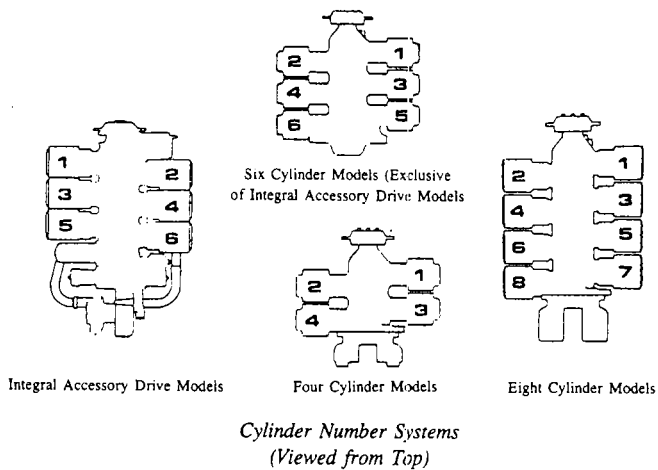 2 1
4 3
6 5
Six Cylinder Models (Exclusive
of Integral Accessory Drive Models
1 2
3 4
5 6
Integral Accessory Drive Models
2 1
4 3
Four Cylinder Models
2 1
4 3
6 5
8 7
Eight Cylinder Models
Cylinder Number Systems
(Viewed from Top)